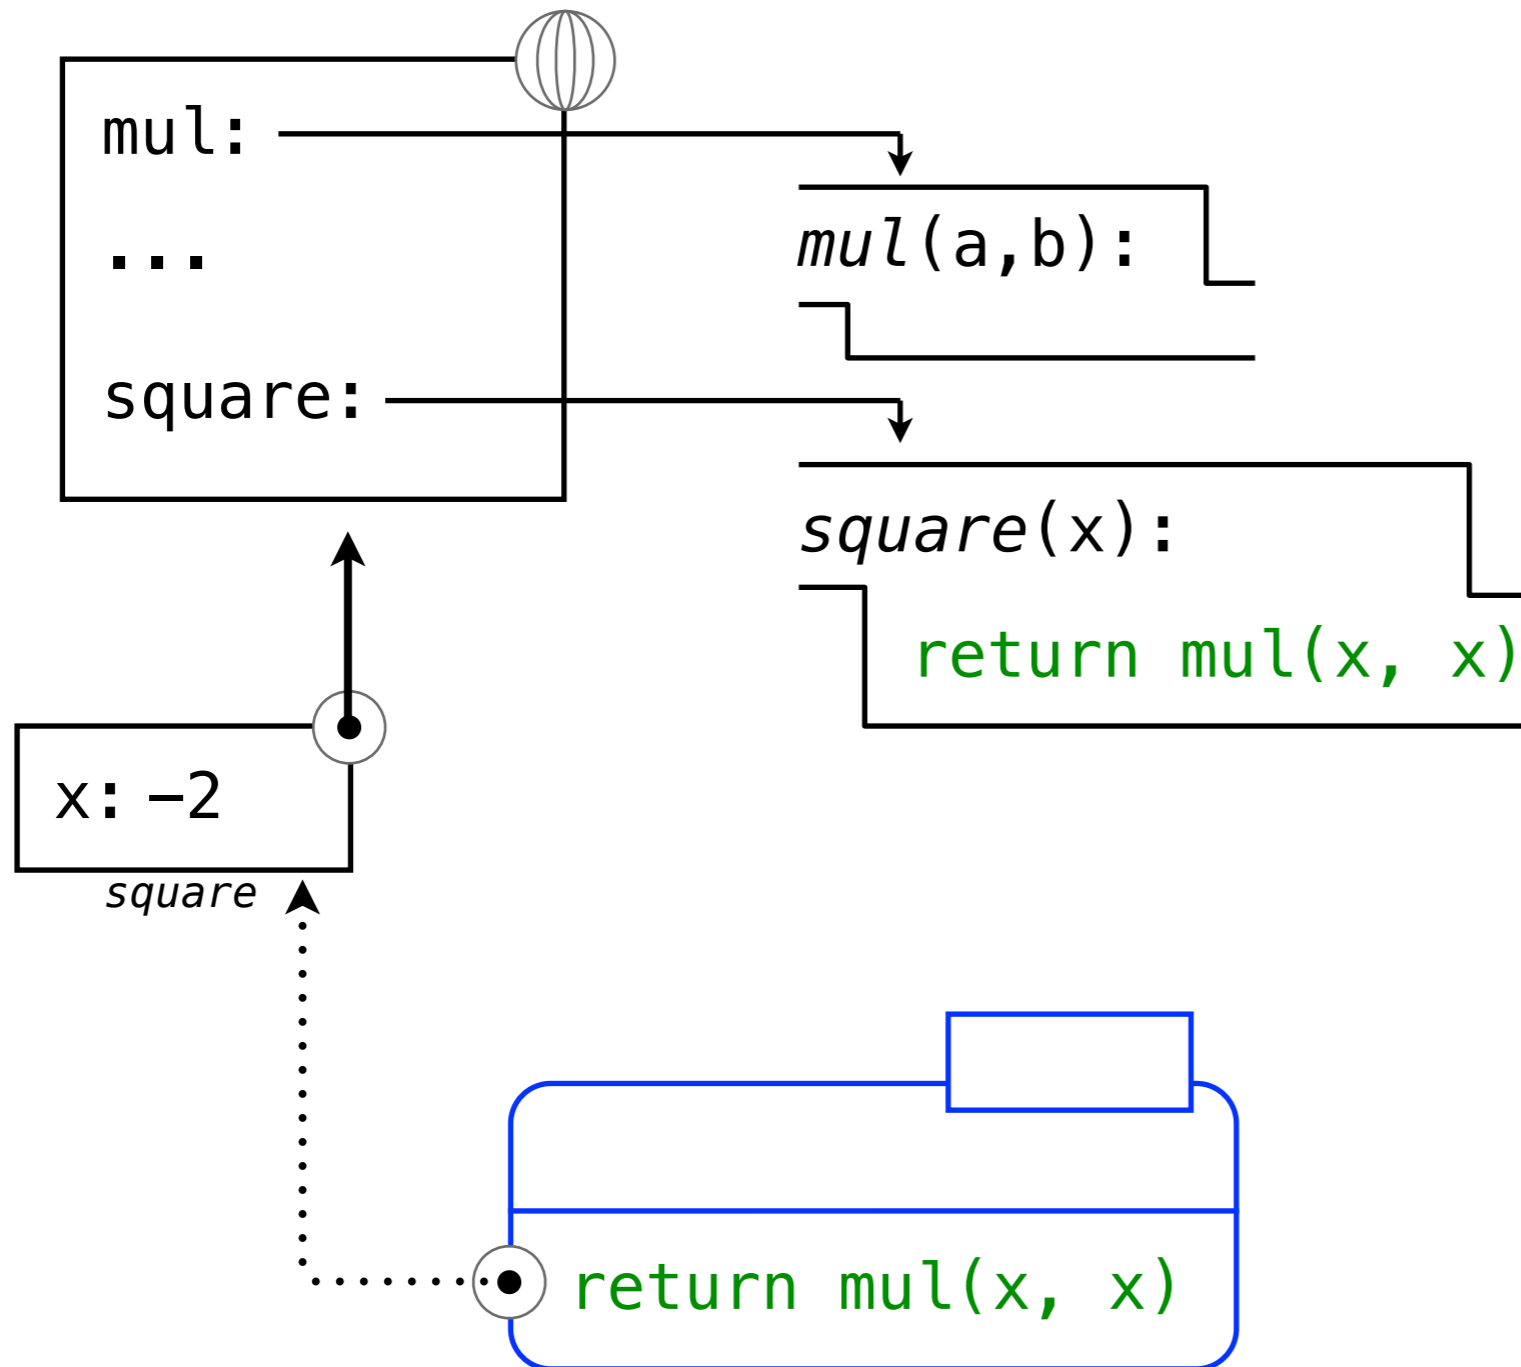 mul:
...
square:
mul(a,b):
square(x):
return mul(x, x)
x: −2
square
return mul(x, x)